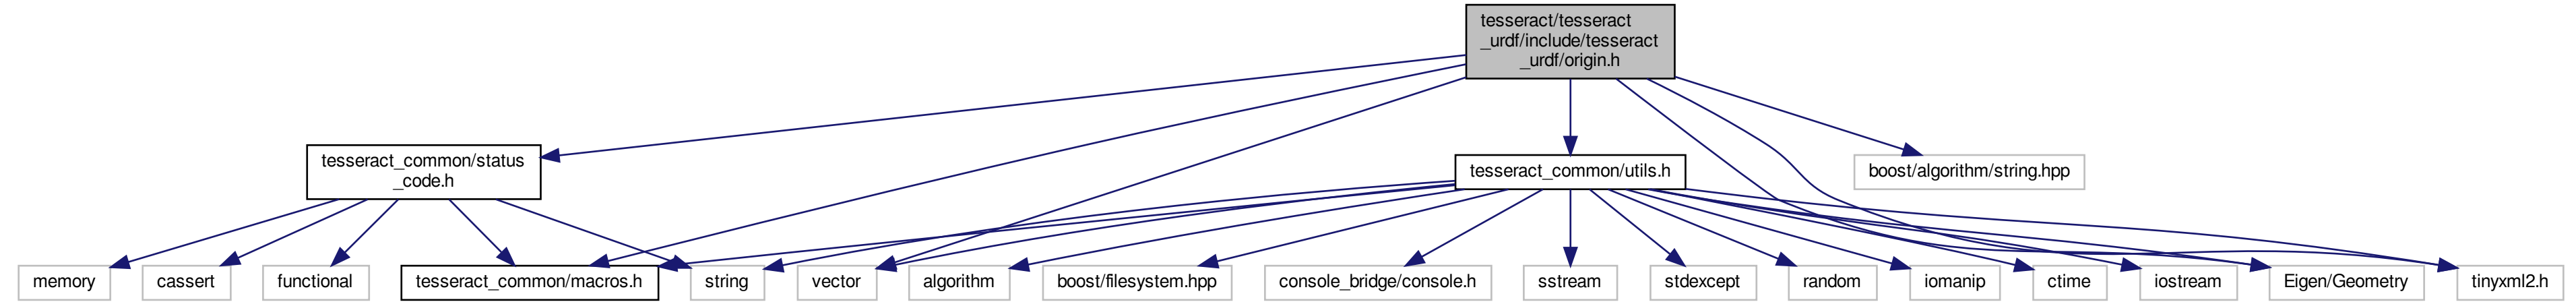 tesseract/tesseract
_urdf/include/tesseract
_urdf/origin.h
tesseract_common/status
_code.h
tesseract_common/utils.h
boost/algorithm/string.hpp
memory
cassert
functional
tesseract_common/macros.h
string
vector
algorithm
boost/filesystem.hpp
console_bridge/console.h
sstream
stdexcept
random
iomanip
ctime
iostream
Eigen/Geometry
tinyxml2.h